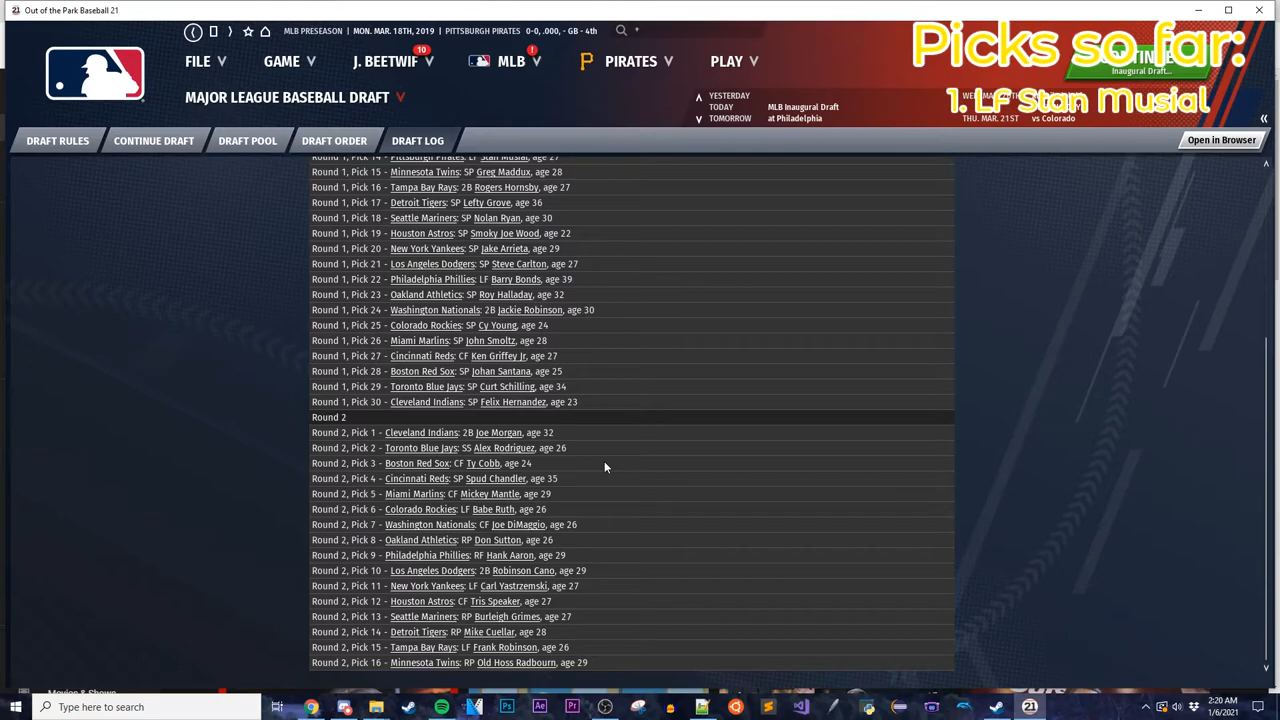 21 Out of the Park Baseball 21
MLB PRESEASON | MON. MAR. 18TH, 2019 | PITTSBURGH PIRATES 0-0, .000, - GB - 4th
Picks so far:
1. LF Stan Musial
FILE GAME J. BEETWIF 10 MLB ! P PIRATES PLAY
Inaugural Draft...
MAJOR LEAGUE BASEBALL DRAFT
YESTERDAY
TODAY MLB Inaugural Draft
TOMORROW at Philadelphia
THU. MAR. 21ST vs Colorado
DRAFT RULES CONTINUE DRAFT DRAFT POOL DRAFT ORDER DRAFT LOG Open in Browser
Round 1, Pick 14 - Pittsburgh Pirates: LF Stan Musial, age 27
Round 1, Pick 15 - Minnesota Twins: SP Greg Maddux, age 28
Round 1, Pick 16 - Tampa Bay Rays: 2B Rogers Hornsby, age 27
Round 1, Pick 17 - Detroit Tigers: SP Lefty Grove, age 36
Round 1, Pick 18 - Seattle Mariners: SP Nolan Ryan, age 30
Round 1, Pick 19 - Houston Astros: SP Smoky Joe Wood, age 22
Round 1, Pick 20 - New York Yankees: SP Jake Arrieta, age 29
Round 1, Pick 21 - Los Angeles Dodgers: SP Steve Carlton, age 27
Round 1, Pick 22 - Philadelphia Phillies: LF Barry Bonds, age 39
Round 1, Pick 23 - Oakland Athletics: SP Roy Halladay, age 32
Round 1, Pick 24 - Washington Nationals: 2B Jackie Robinson, age 30
Round 1, Pick 25 - Colorado Rockies: SP Cy Young, age 24
Round 1, Pick 26 - Miami Marlins: SP John Smoltz, age 28
Round 1, Pick 27 - Cincinnati Reds: CF Ken Griffey Jr, age 27
Round 1, Pick 28 - Boston Red Sox: SP Johan Santana, age 25
Round 1, Pick 29 - Toronto Blue Jays: SP Curt Schilling, age 34
Round 1, Pick 30 - Cleveland Indians: SP Felix Hernandez, age 23
Round 2
Round 2, Pick 1 - Cleveland Indians: 2B Joe Morgan, age 32
Round 2, Pick 2 - Toronto Blue Jays: SS Alex Rodriguez, age 26
Round 2, Pick 3 - Boston Red Sox: CF Ty Cobb, age 24
Round 2, Pick 4 - Cincinnati Reds: SP Spud Chandler, age 35
Round 2, Pick 5 - Miami Marlins: CF Mickey Mantle, age 29
Round 2, Pick 6 - Colorado Rockies: LF Babe Ruth, age 26
Round 2, Pick 7 - Washington Nationals: CF Joe DiMaggio, age 26
Round 2, Pick 8 - Oakland Athletics: RP Don Sutton, age 26
Round 2, Pick 9 - Philadelphia Phillies: RF Hank Aaron, age 29
Round 2, Pick 10 - Los Angeles Dodgers: 2B Robinson Cano, age 29
Round 2, Pick 11 - New York Yankees: LF Carl Yastrzemski, age 27
Round 2, Pick 12 - Houston Astros: CF Tris Speaker, age 27
Round 2, Pick 13 - Seattle Mariners: RP Burleigh Grimes, age 27
Round 2, Pick 14 - Detroit Tigers: RP Mike Cuellar, age 28
Round 2, Pick 15 - Tampa Bay Rays: LF Frank Robinson, age 26
Round 2, Pick 16 - Minnesota Twins: RP Old Hoss Radbourn, age 29
Movies & Shows
Type here to search
2:20 AM
1/6/2021